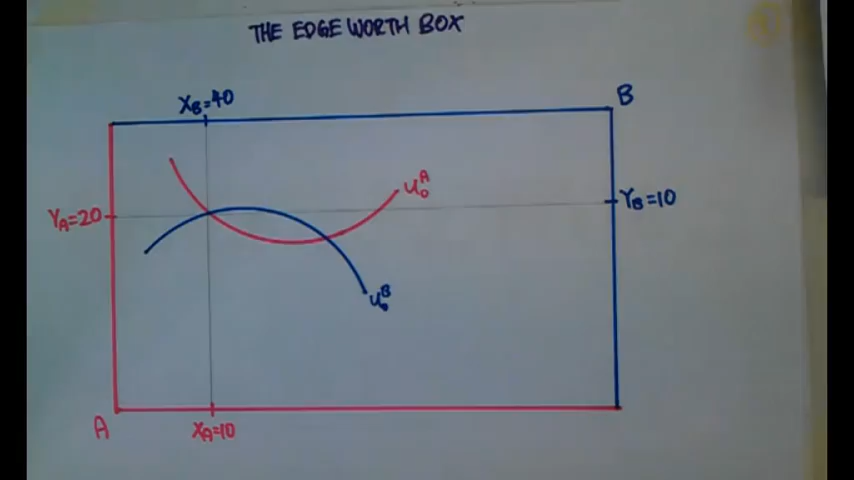 THE EDGEWORTH BOX
XB=40
B
U0A
YB=10
YA=20
U0B
A
XA=10